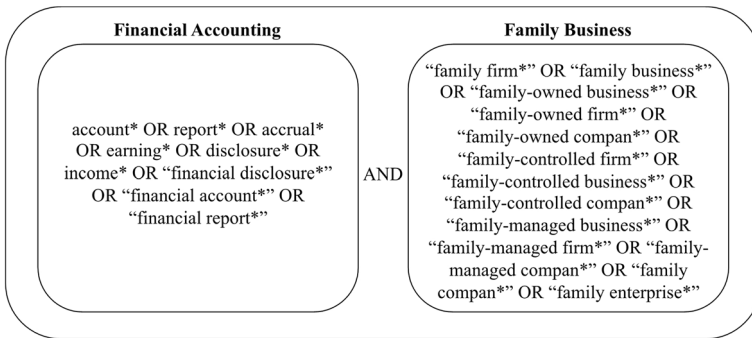 Financial Accounting
account* OR report* OR accrual*
OR earning* OR disclosure* OR
income* OR “financial disclosure*”
OR “financial account*” OR
“financial report*”
AND
Family Business
“family firm*” OR “family business*”
OR “family-owned business*” OR
“family-owned firm*” OR
“family-owned compan*” OR
“family-controlled firm*” OR
“family-controlled business*” OR
“family-controlled compan*” OR
“family-managed business*” OR
“family-managed firm*” OR “family-
managed compan*” OR “family
compan*” OR “family enterprise*”